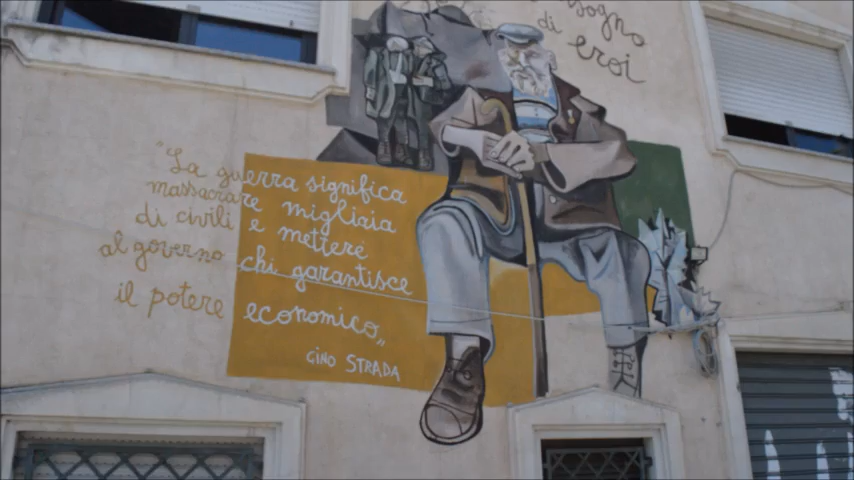 sogno
di
eroi
"La guerra significa
massacrare migliaia
di civili e mettere
al governo chi garantisce
il potere economico„
GINO STRADA